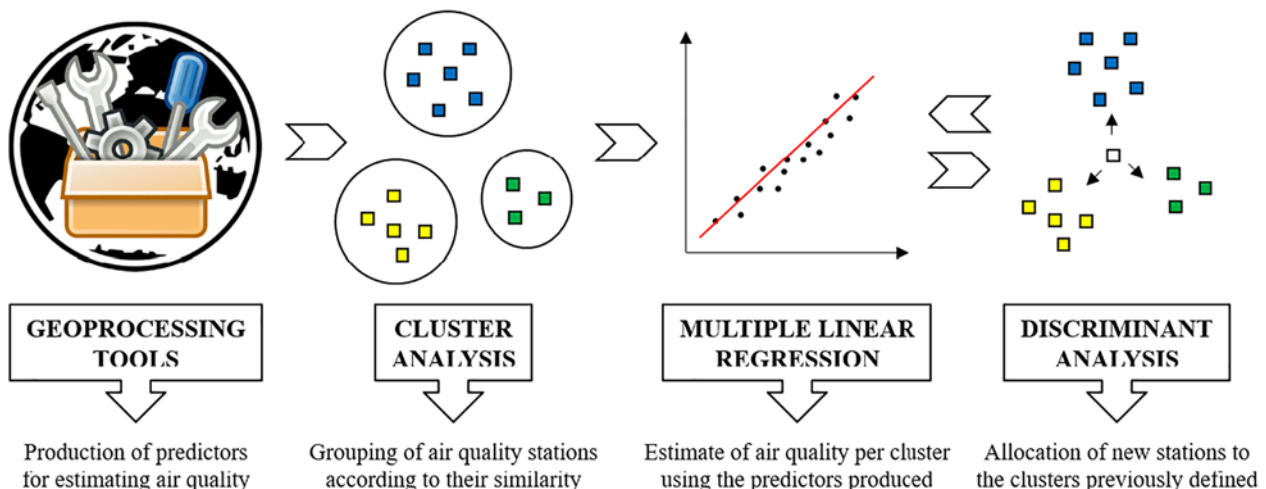 GEOPROCESSING
TOOLS
CLUSTER
ANALYSIS
MULTIPLE LINEAR
REGRESSION
DISCRIMINANT
ANALYSIS
Production of predictors
for estimating air quality
Grouping of air quality stations
according to their similarity
Estimate of air quality per cluster
using the predictors produced
Allocation of new stations to
the clusters previously defined